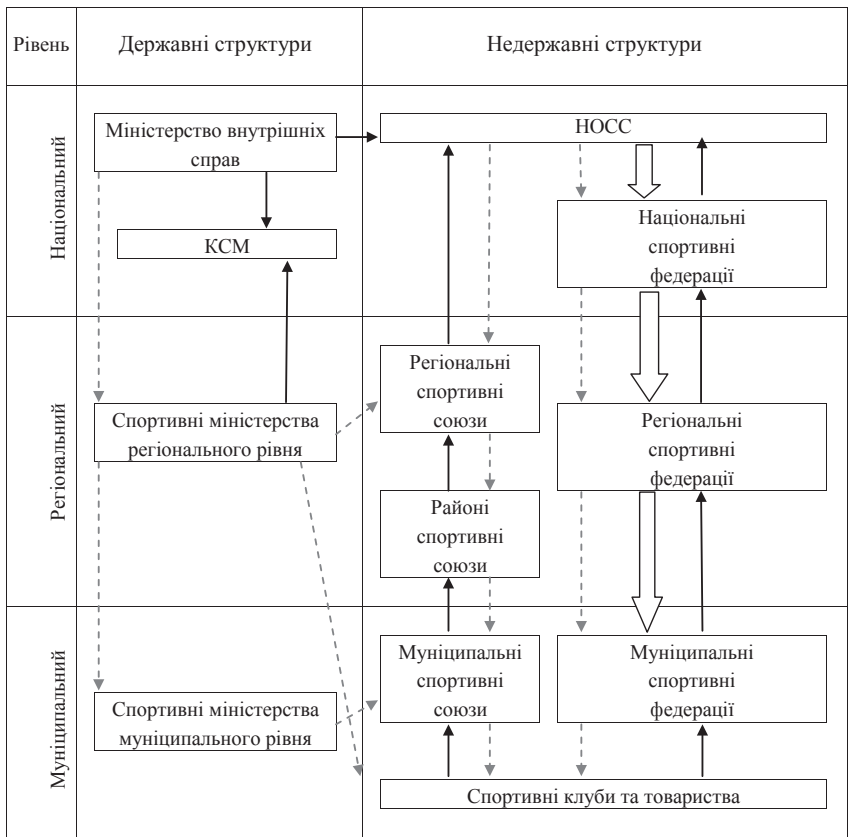 Рівень
Державні структури
Недержавні структури
Національний
Міністерство внутрішніх
справ
НОСС
КСМ
Національні
спортивні
федерації
Регіональний
Спортивні міністерства
регіонального рівня
Регіональні
спортивні
союзи
Регіональні
спортивні
федерації
Районі
спортивні
союзи
Муніципальний
Спортивні міністерства
муніципального рівня
Муніципальні
спортивні
союзи
Муніципальні
спортивні
федерації
Спортивні клуби та товариства